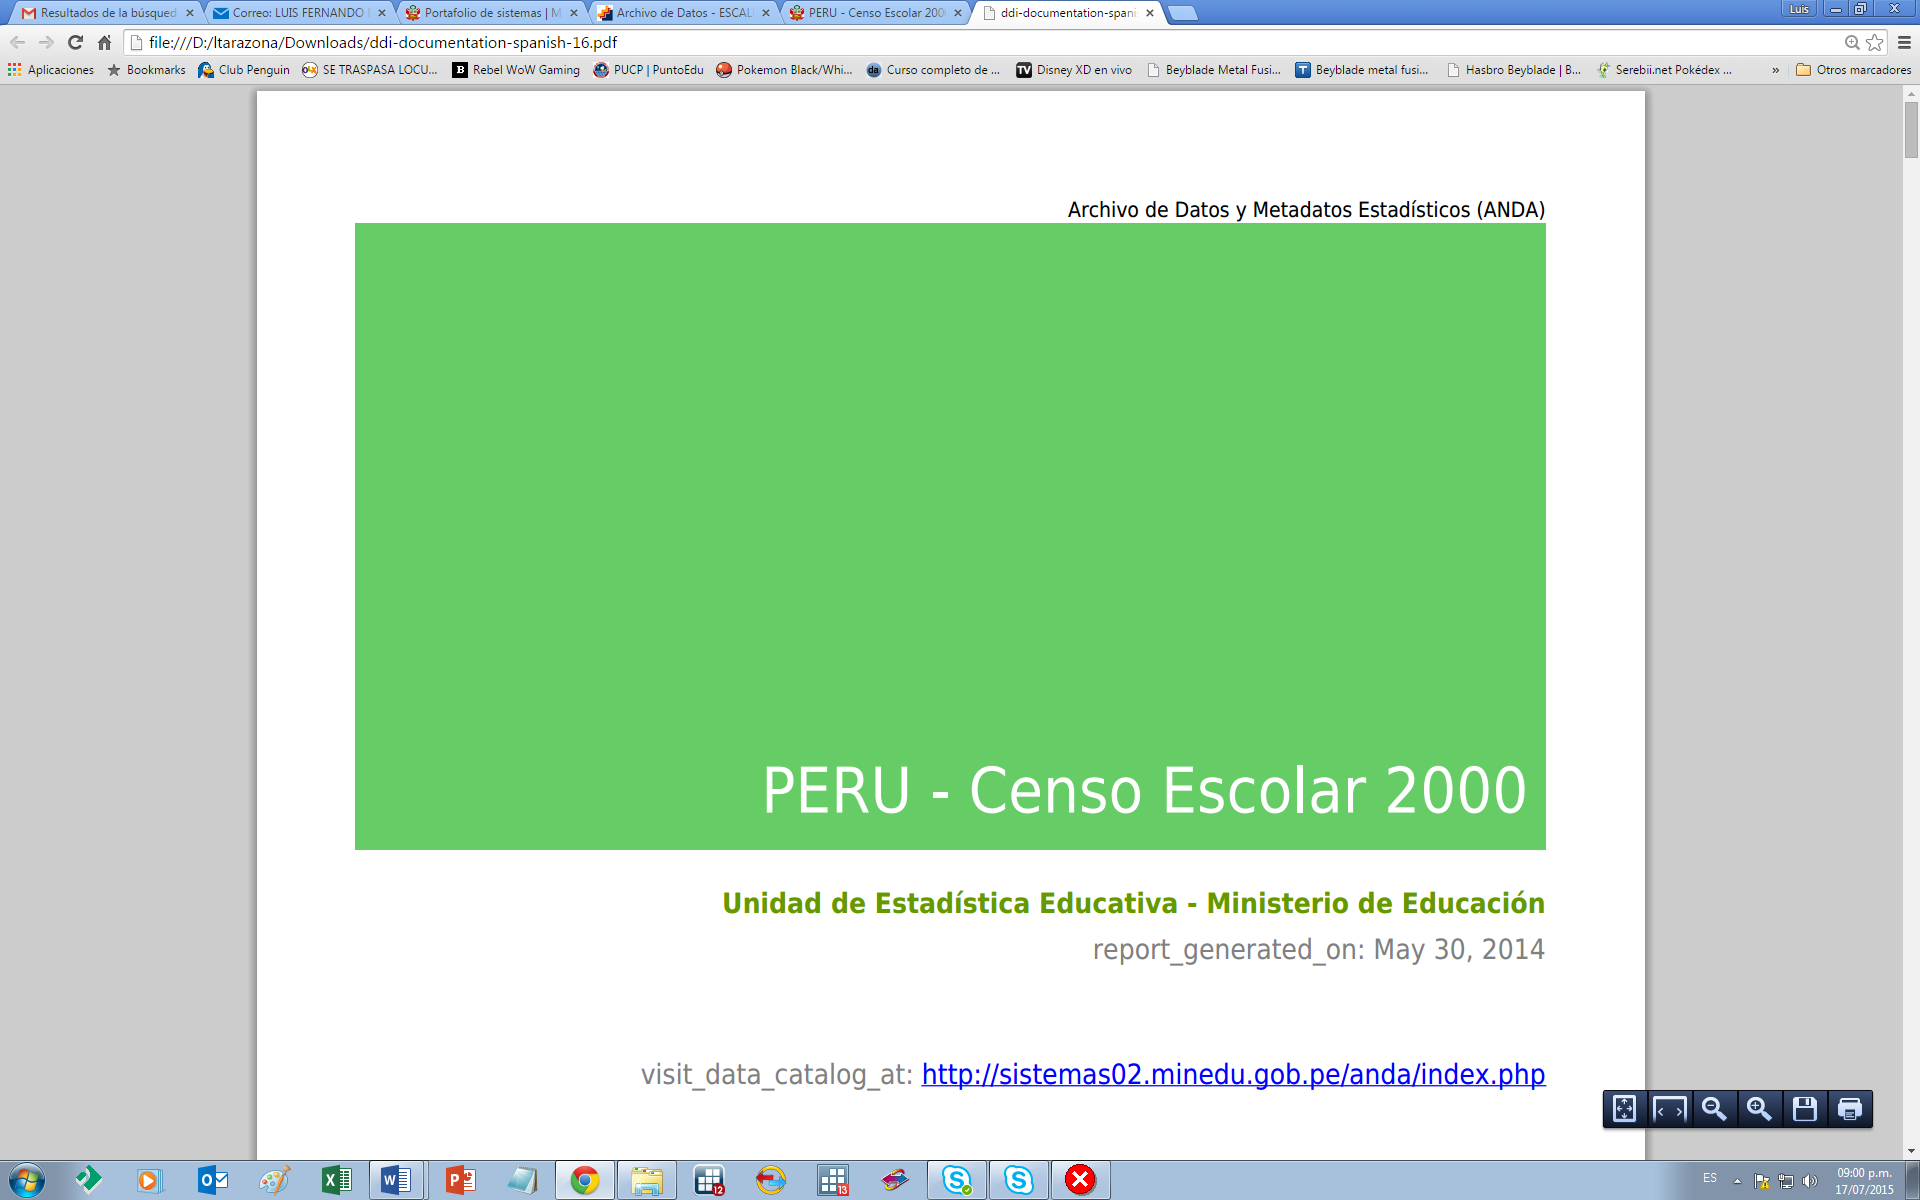 Resultados de la búsqued
Correo: LUIS FERNANDO
Portafolio de sistemas | M
Archivo de Datos - ESCAL
PERU - Censo Escolar 200
ddi-documentation-spani
Luis
file:///D:/ltarazona/Downloads/ddi-documentation-spanish-16.pdf
Aplicaciones
Bookmarks
Club Penguin
SE TRASPASA LOCU...
Rebel WoW Gaming
PUCP | PuntoEdu
Pokemon Black/Whi...
Curso completo de ...
Disney XD en vivo
Beyblade Metal Fusi...
Beyblade metal fusi...
Hasbro Beyblade | B...
Serebii.net Pokédex ...
»
Otros marcadores
Archivo de Datos y Metadatos Estadísticos (ANDA)
PERU - Censo Escolar 2000
Unidad de Estadística Educativa - Ministerio de Educación
report_generated_on: May 30, 2014
visit_data_catalog_at: http://sistemas02.minedu.gob.pe/anda/index.php
ES
09:00 p.m.
17/07/2015